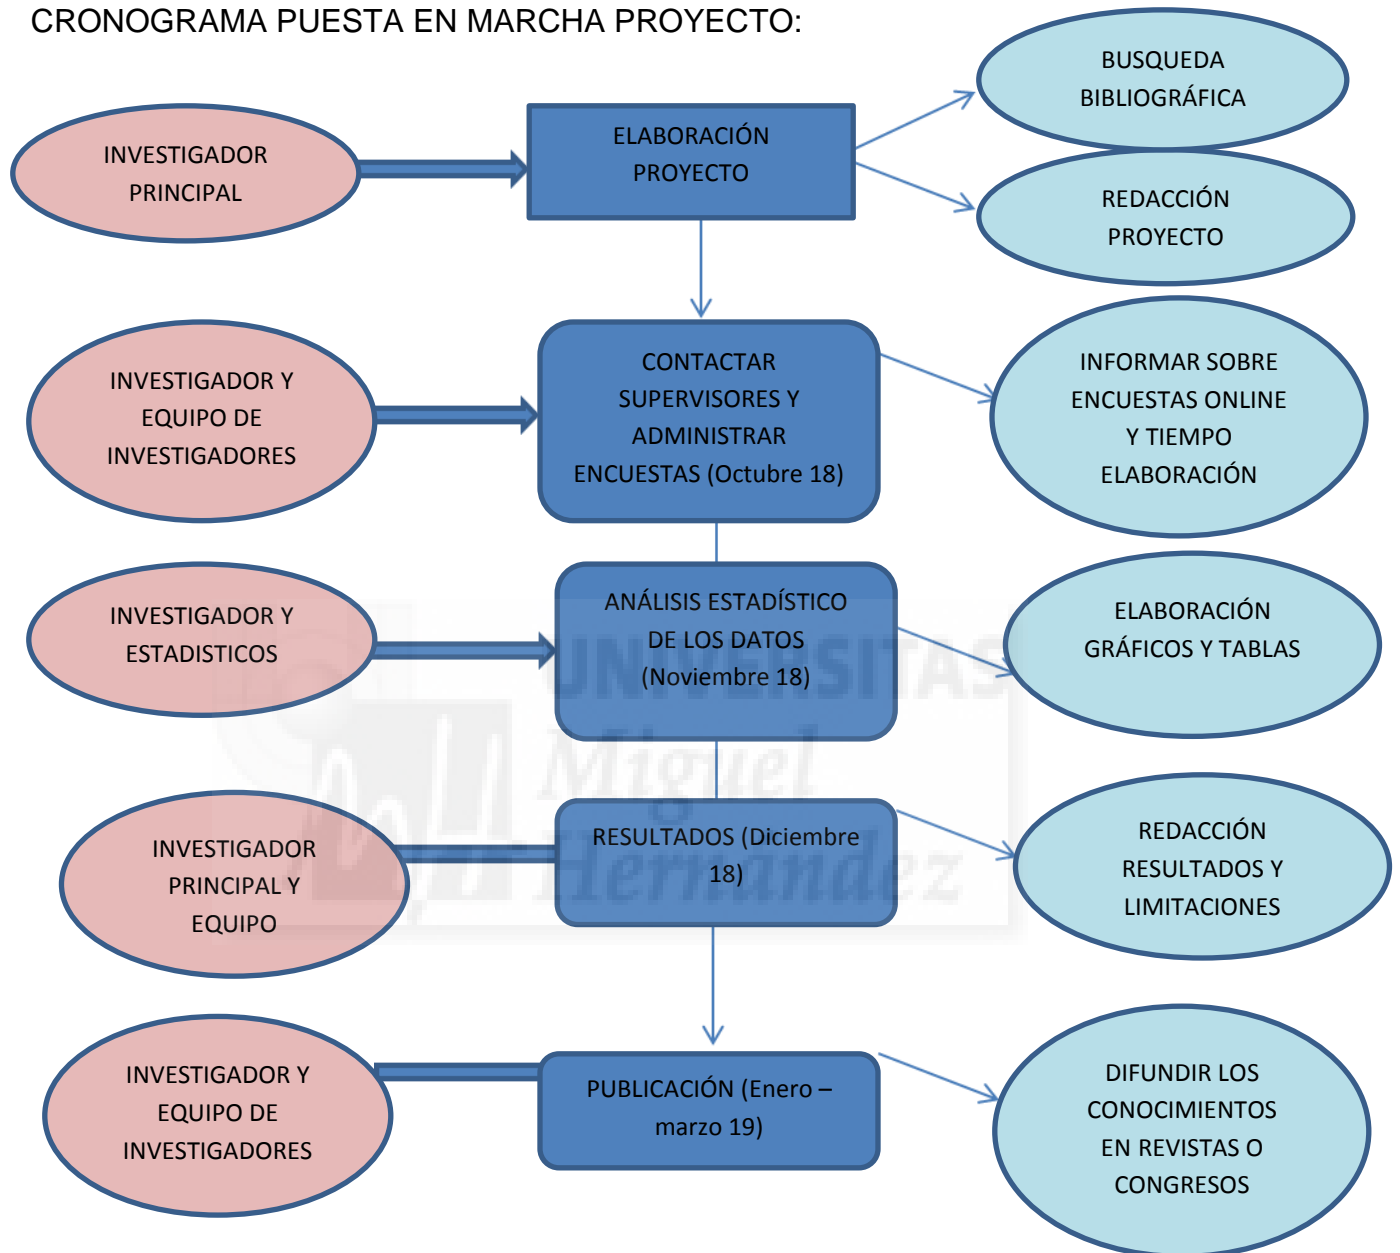 CRONOGRAMA PUESTA EN MARCHA PROYECTO:
INVESTIGADOR
PRINCIPAL
ELABORACIÓN
PROYECTO
BUSQUEDA
BIBLIOGRÁFICA
REDACCIÓN
PROYECTO
INVESTIGADOR Y
EQUIPO DE
INVESTIGADORES
CONTACTAR
SUPERVISORES Y
ADMINISTRAR
ENCUESTAS (Octubre 18)
INFORMAR SOBRE
ENCUESTAS ONLINE
Y TIEMPO
ELABORACIÓN
INVESTIGADOR Y
ESTADISTICOS
ANÁLISIS ESTADÍSTICO
DE LOS DATOS
(Noviembre 18)
ELABORACIÓN
GRÁFICOS Y TABLAS
INVESTIGADOR
PRINCIPAL Y
EQUIPO
RESULTADOS (Diciembre
18)
REDACCIÓN
RESULTADOS Y
LIMITACIONES
INVESTIGADOR Y
EQUIPO DE
INVESTIGADORES
PUBLICACIÓN (Enero –
marzo 19)
DIFUNDIR LOS
CONOCIMIENTOS
EN REVISTAS O
CONGRESOS
UNIVERSITAS
Miguel
Hernández